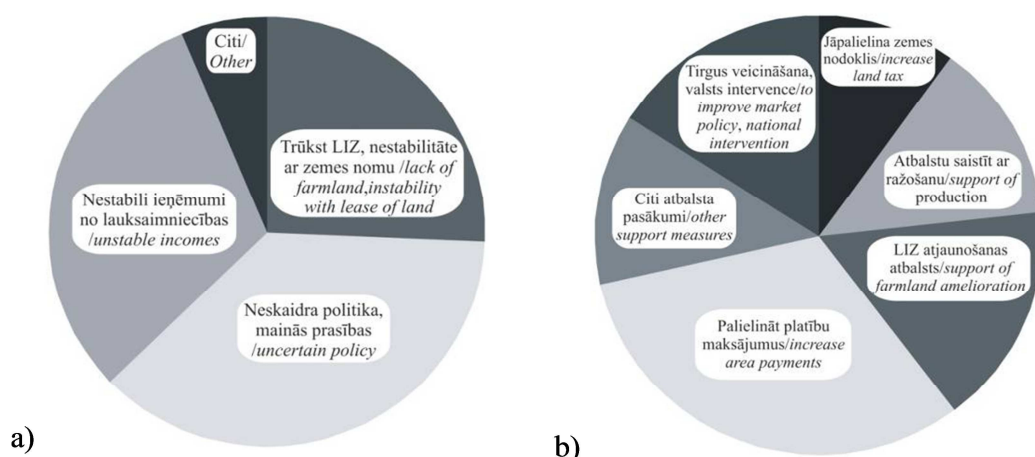 Citi/
Other
Trūkst LIZ, nestabilitāte
ar zemes nomu /lack of
farmland,instability
with lease of land
Nestabili ieņēmumi
no lauksaimniecības
/unstable incomes
Neskaidra politika,
mainās prasības
/uncertain policy
a)
Jāpalielina zemes
nodoklis/increase
land tax
Tirgus veicināšana,
valsts intervence/to
improve market
policy, national
intervention
Atbalstu saistīt ar
ražošanu/support of
production
Citi atbalsta
pasākumi/other
support measures
LIZ atjaunošanas
atbalsts/support of
farmland amelioration
Palielināt platību
maksājumus/increase
area payments
b)